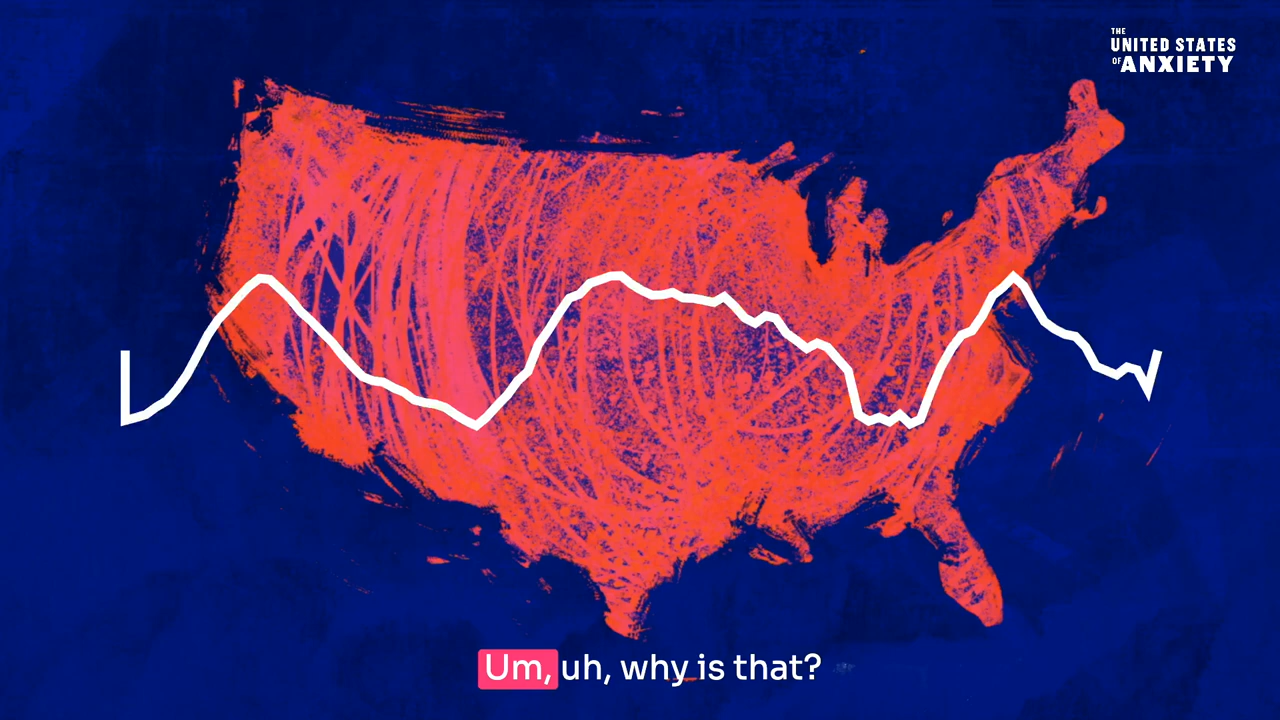 THE
UNITED STATES
OF ANXIETY
Um, uh, why is that?